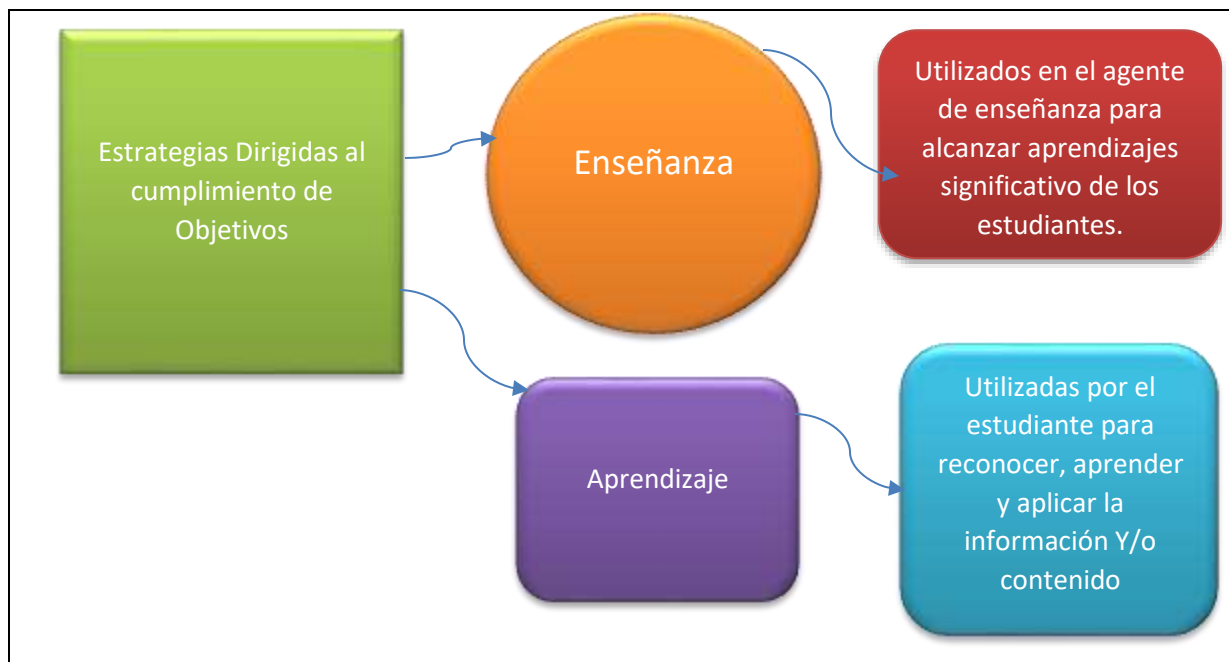 Estrategias Dirigidas al
cumplimiento de
Objetivos
Enseñanza
Utilizados en el agente
de enseñanza para
alcanzar aprendizajes
significativo de los
estudiantes.
Aprendizaje
Utilizadas por el
estudiante para
reconocer, aprender
y aplicar la
información Y/o
contenido